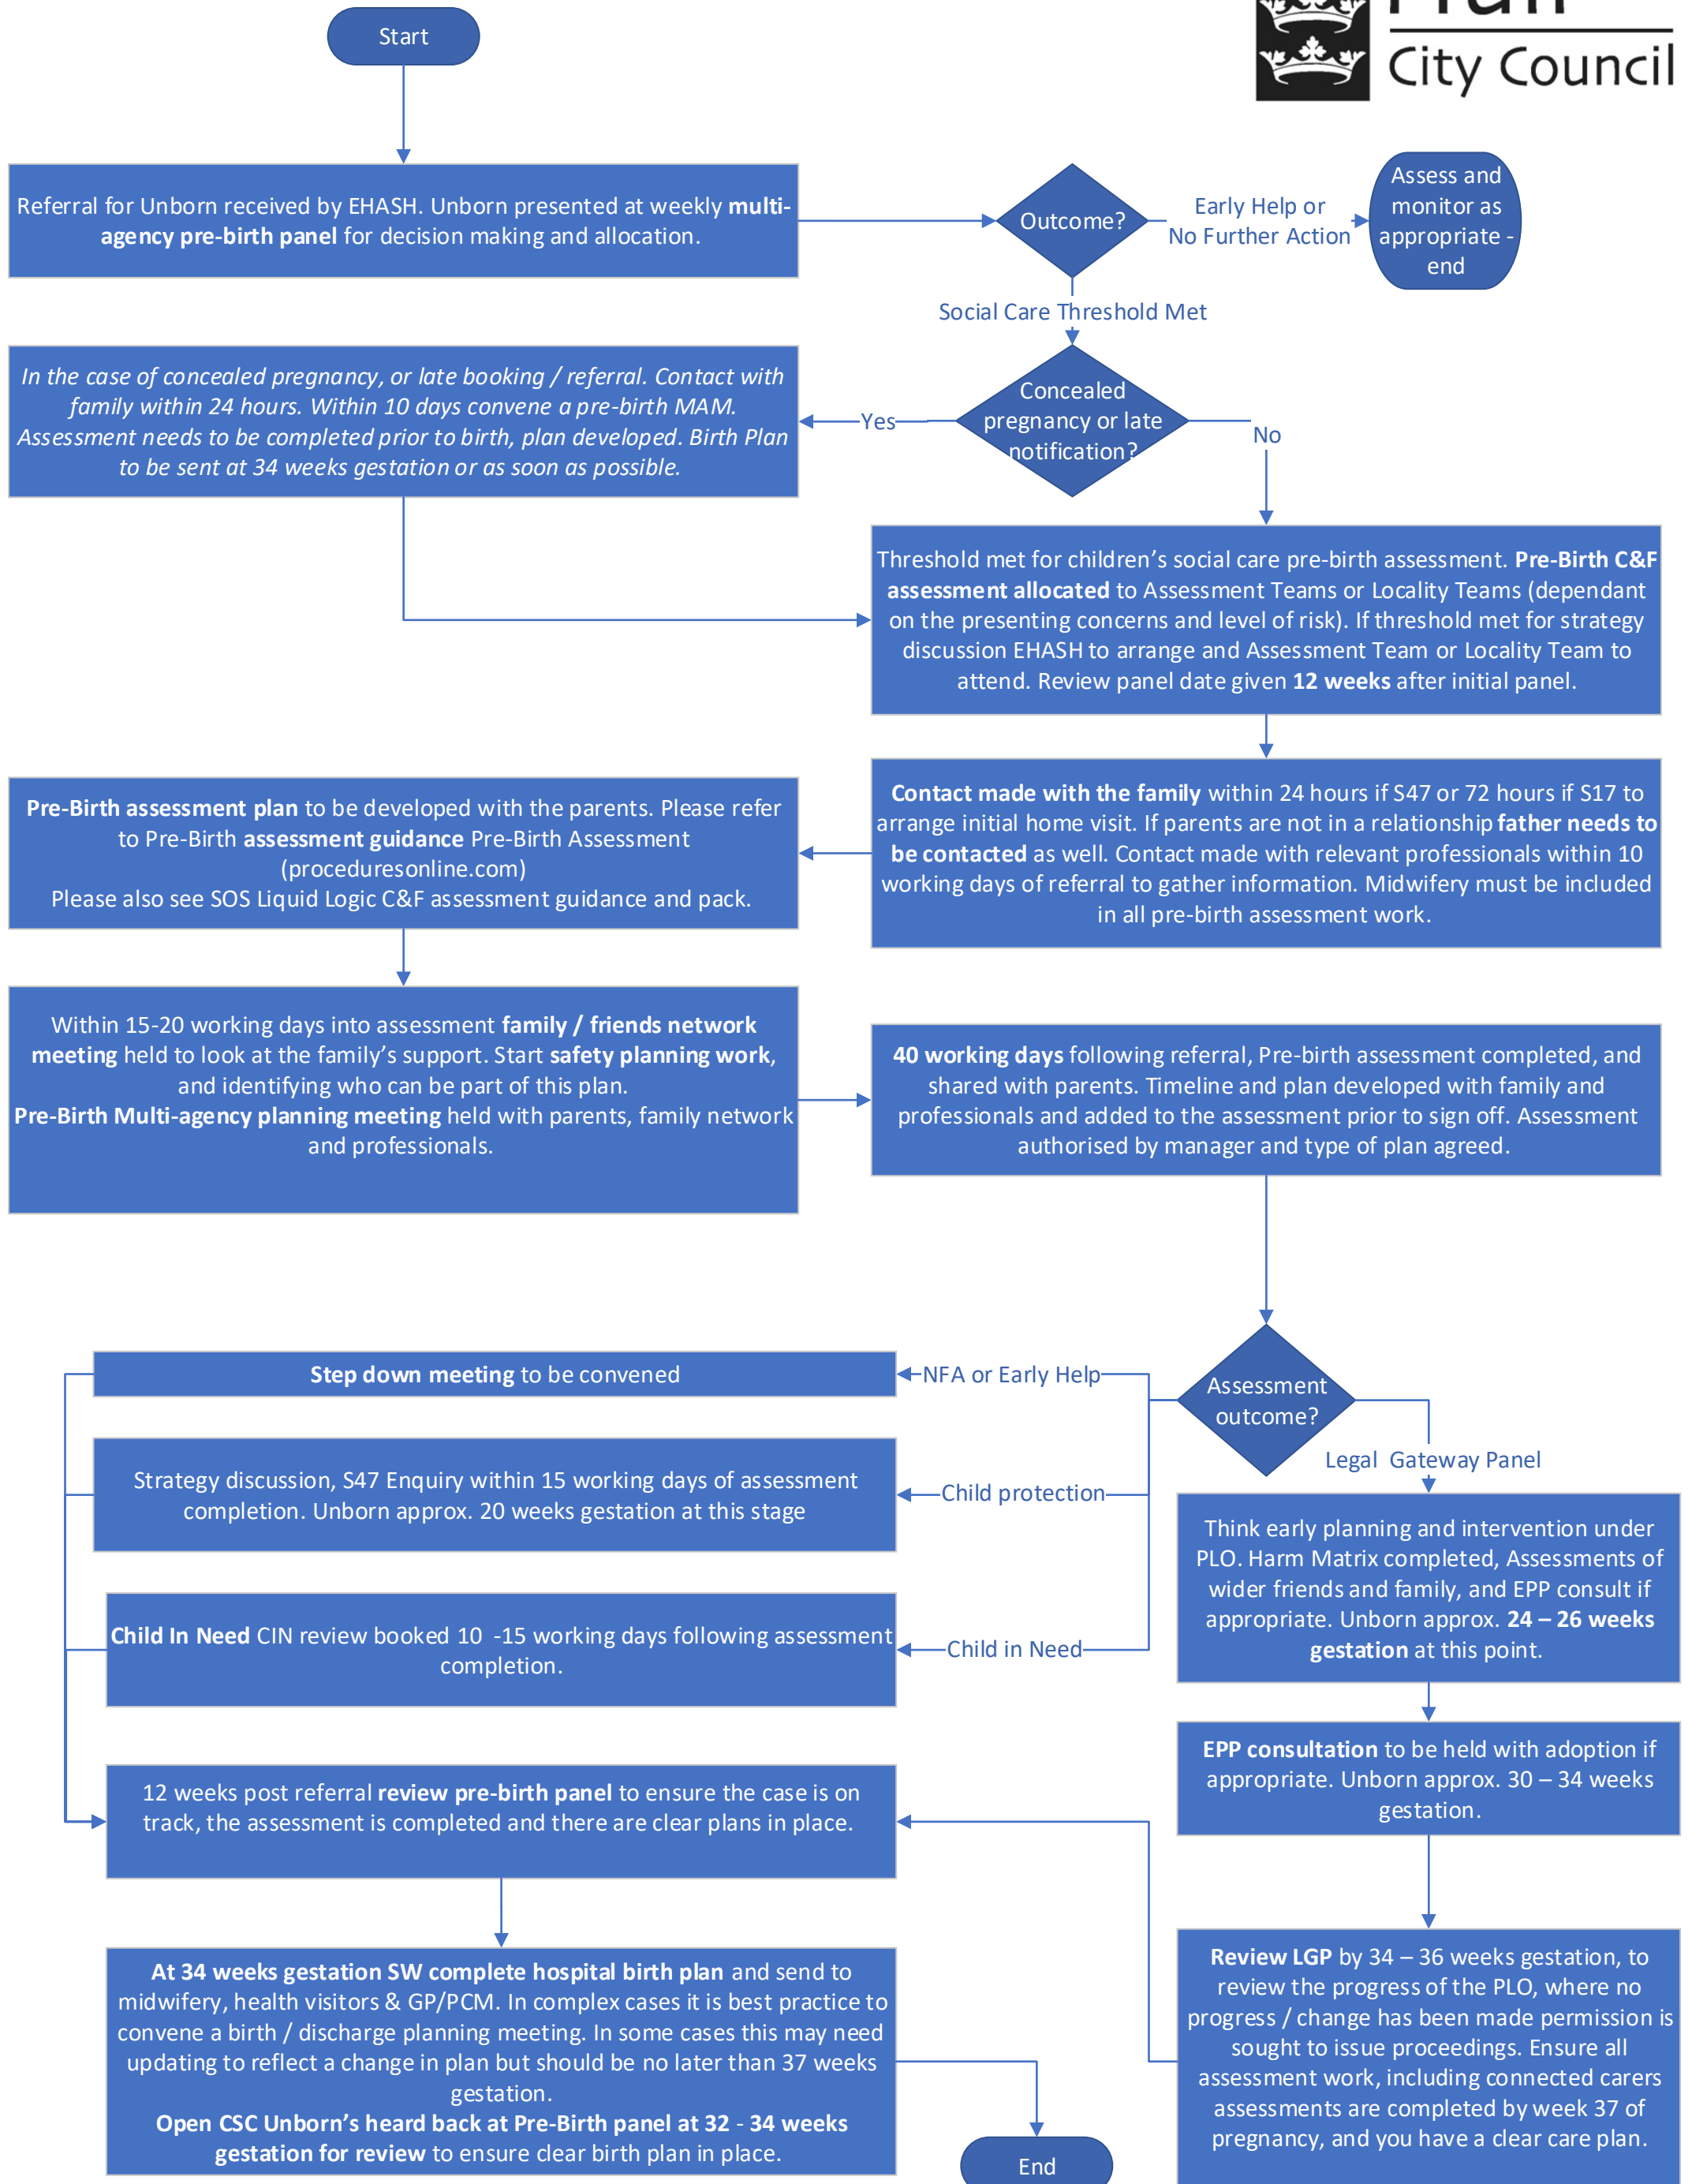 City Council
Start
Referral for Unborn received by EHASH. Unborn presented at weekly multi-
agency pre-birth panel for decision making and allocation.
Outcome?
Early Help or
No Further Action
Assess and
monitor as
appropriate -
end
Social Care Threshold Met
In the case of concealed pregnancy, or late booking / referral. Contact with
family within 24 hours. Within 10 days convene a pre-birth MAM.
Assessment needs to be completed prior to birth, plan developed. Birth Plan
to be sent at 34 weeks gestation or as soon as possible.
Yes
Concealed
pregnancy or late
notification?
No
Threshold met for children’s social care pre-birth assessment. Pre-Birth C&F
assessment allocated to Assessment Teams or Locality Teams (dependant
on the presenting concerns and level of risk). If threshold met for strategy
discussion EHASH to arrange and Assessment Team or Locality Team to
attend. Review panel date given 12 weeks after initial panel.
Contact made with the family within 24 hours if S47 or 72 hours if S17 to
arrange initial home visit. If parents are not in a relationship father needs to
be contacted as well. Contact made with relevant professionals within 10
working days of referral to gather information. Midwifery must be included
in all pre-birth assessment work.
Pre-Birth assessment plan to be developed with the parents. Please refer
to Pre-Birth assessment guidance Pre-Birth Assessment
(proceduresonline.com)
Please also see SOS Liquid Logic C&F assessment guidance and pack.
Within 15-20 working days into assessment family / friends network
meeting held to look at the family’s support. Start safety planning work,
and identifying who can be part of this plan.
Pre-Birth Multi-agency planning meeting held with parents, family network
and professionals.
40 working days following referral, Pre-birth assessment completed, and
shared with parents. Timeline and plan developed with family and
professionals and added to the assessment prior to sign off. Assessment
authorised by manager and type of plan agreed.
Assessment
outcome?
NFA or Early Help
Step down meeting to be convened
Child protection
Strategy discussion, S47 Enquiry within 15 working days of assessment
completion. Unborn approx. 20 weeks gestation at this stage
Child in Need
Child In Need CIN review booked 10 -15 working days following assessment
completion.
Legal Gateway Panel
Think early planning and intervention under
PLO. Harm Matrix completed, Assessments of
wider friends and family, and EPP consult if
appropriate. Unborn approx. 24 – 26 weeks
gestation at this point.
EPP consultation to be held with adoption if
appropriate. Unborn approx. 30 – 34 weeks
gestation.
Review LGP by 34 – 36 weeks gestation, to
review the progress of the PLO, where no
progress / change has been made permission is
sought to issue proceedings. Ensure all
assessment work, including connected carers
assessments are completed by week 37 of
pregnancy, and you have a clear care plan.
12 weeks post referral review pre-birth panel to ensure the case is on
track, the assessment is completed and there are clear plans in place.
At 34 weeks gestation SW complete hospital birth plan and send to
midwifery, health visitors & GP/PCM. In complex cases it is best practice to
convene a birth / discharge planning meeting. In some cases this may need
updating to reflect a change in plan but should be no later than 37 weeks
gestation.
Open CSC Unborn’s heard back at Pre-Birth panel at 32 - 34 weeks
gestation for review to ensure clear birth plan in place.
End